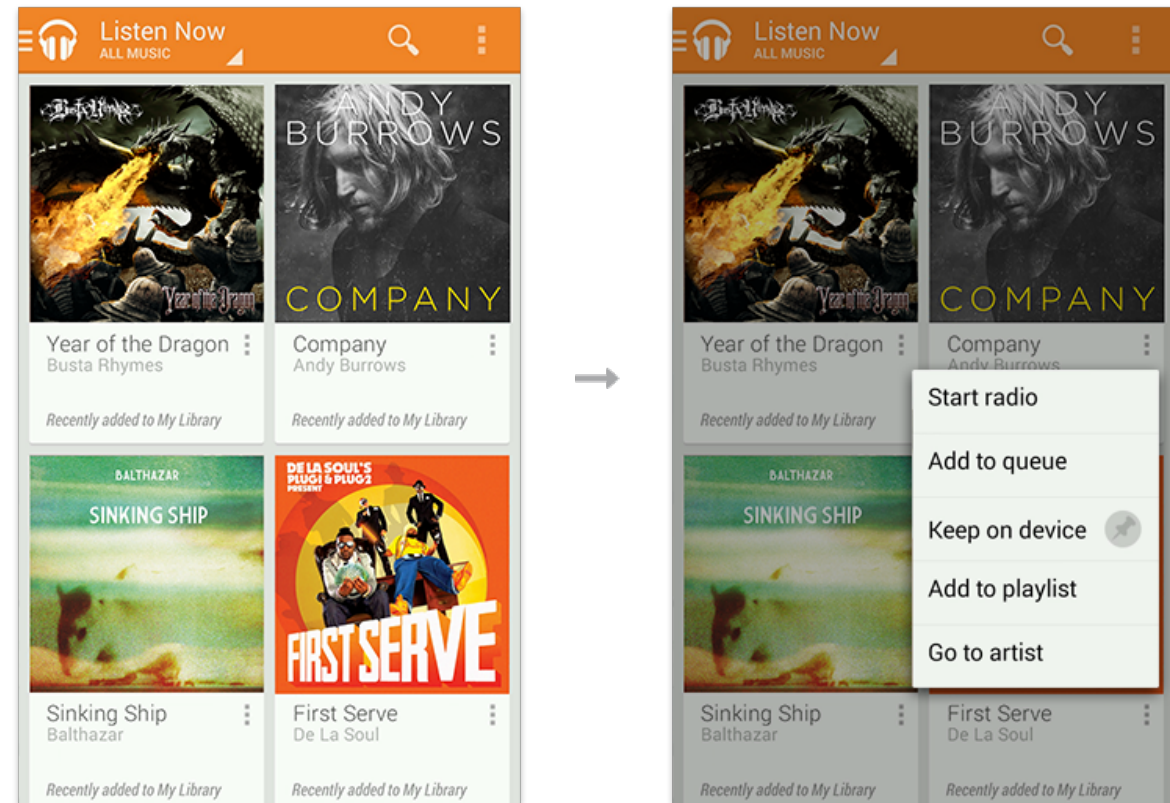 Listen Now
ALL MUSIC
Busta Rhymes
Year of the Dragon
ANDY
BURROWS
COMPANY
Year of the Dragon
Busta Rhymes
Recently added to My Library
Company
Andy Burrows
Recently added to My Library
BALTHAZAR
SINKING SHIP
DE LA SOUL'S
PLUG1 & PLUG2
PRESENT
FIRST SERVE
Sinking Ship
Balthazar
Recently added to My Library
First Serve
De La Soul
Recently added to My Library
Listen Now
ALL MUSIC
Busta Rhymes
Year of the Dragon
ANDY
BURROWS
COMPANY
Year of the Dragon
Busta Rhymes
Recently added to My Library
Company
Andy Burrows
Start radio
Add to queue
Keep on device
Add to playlist
Go to artist
BALTHAZAR
SINKING SHIP
Sinking Ship
Balthazar
Recently added to My Library
First Serve
De La Soul
Recently added to My Library